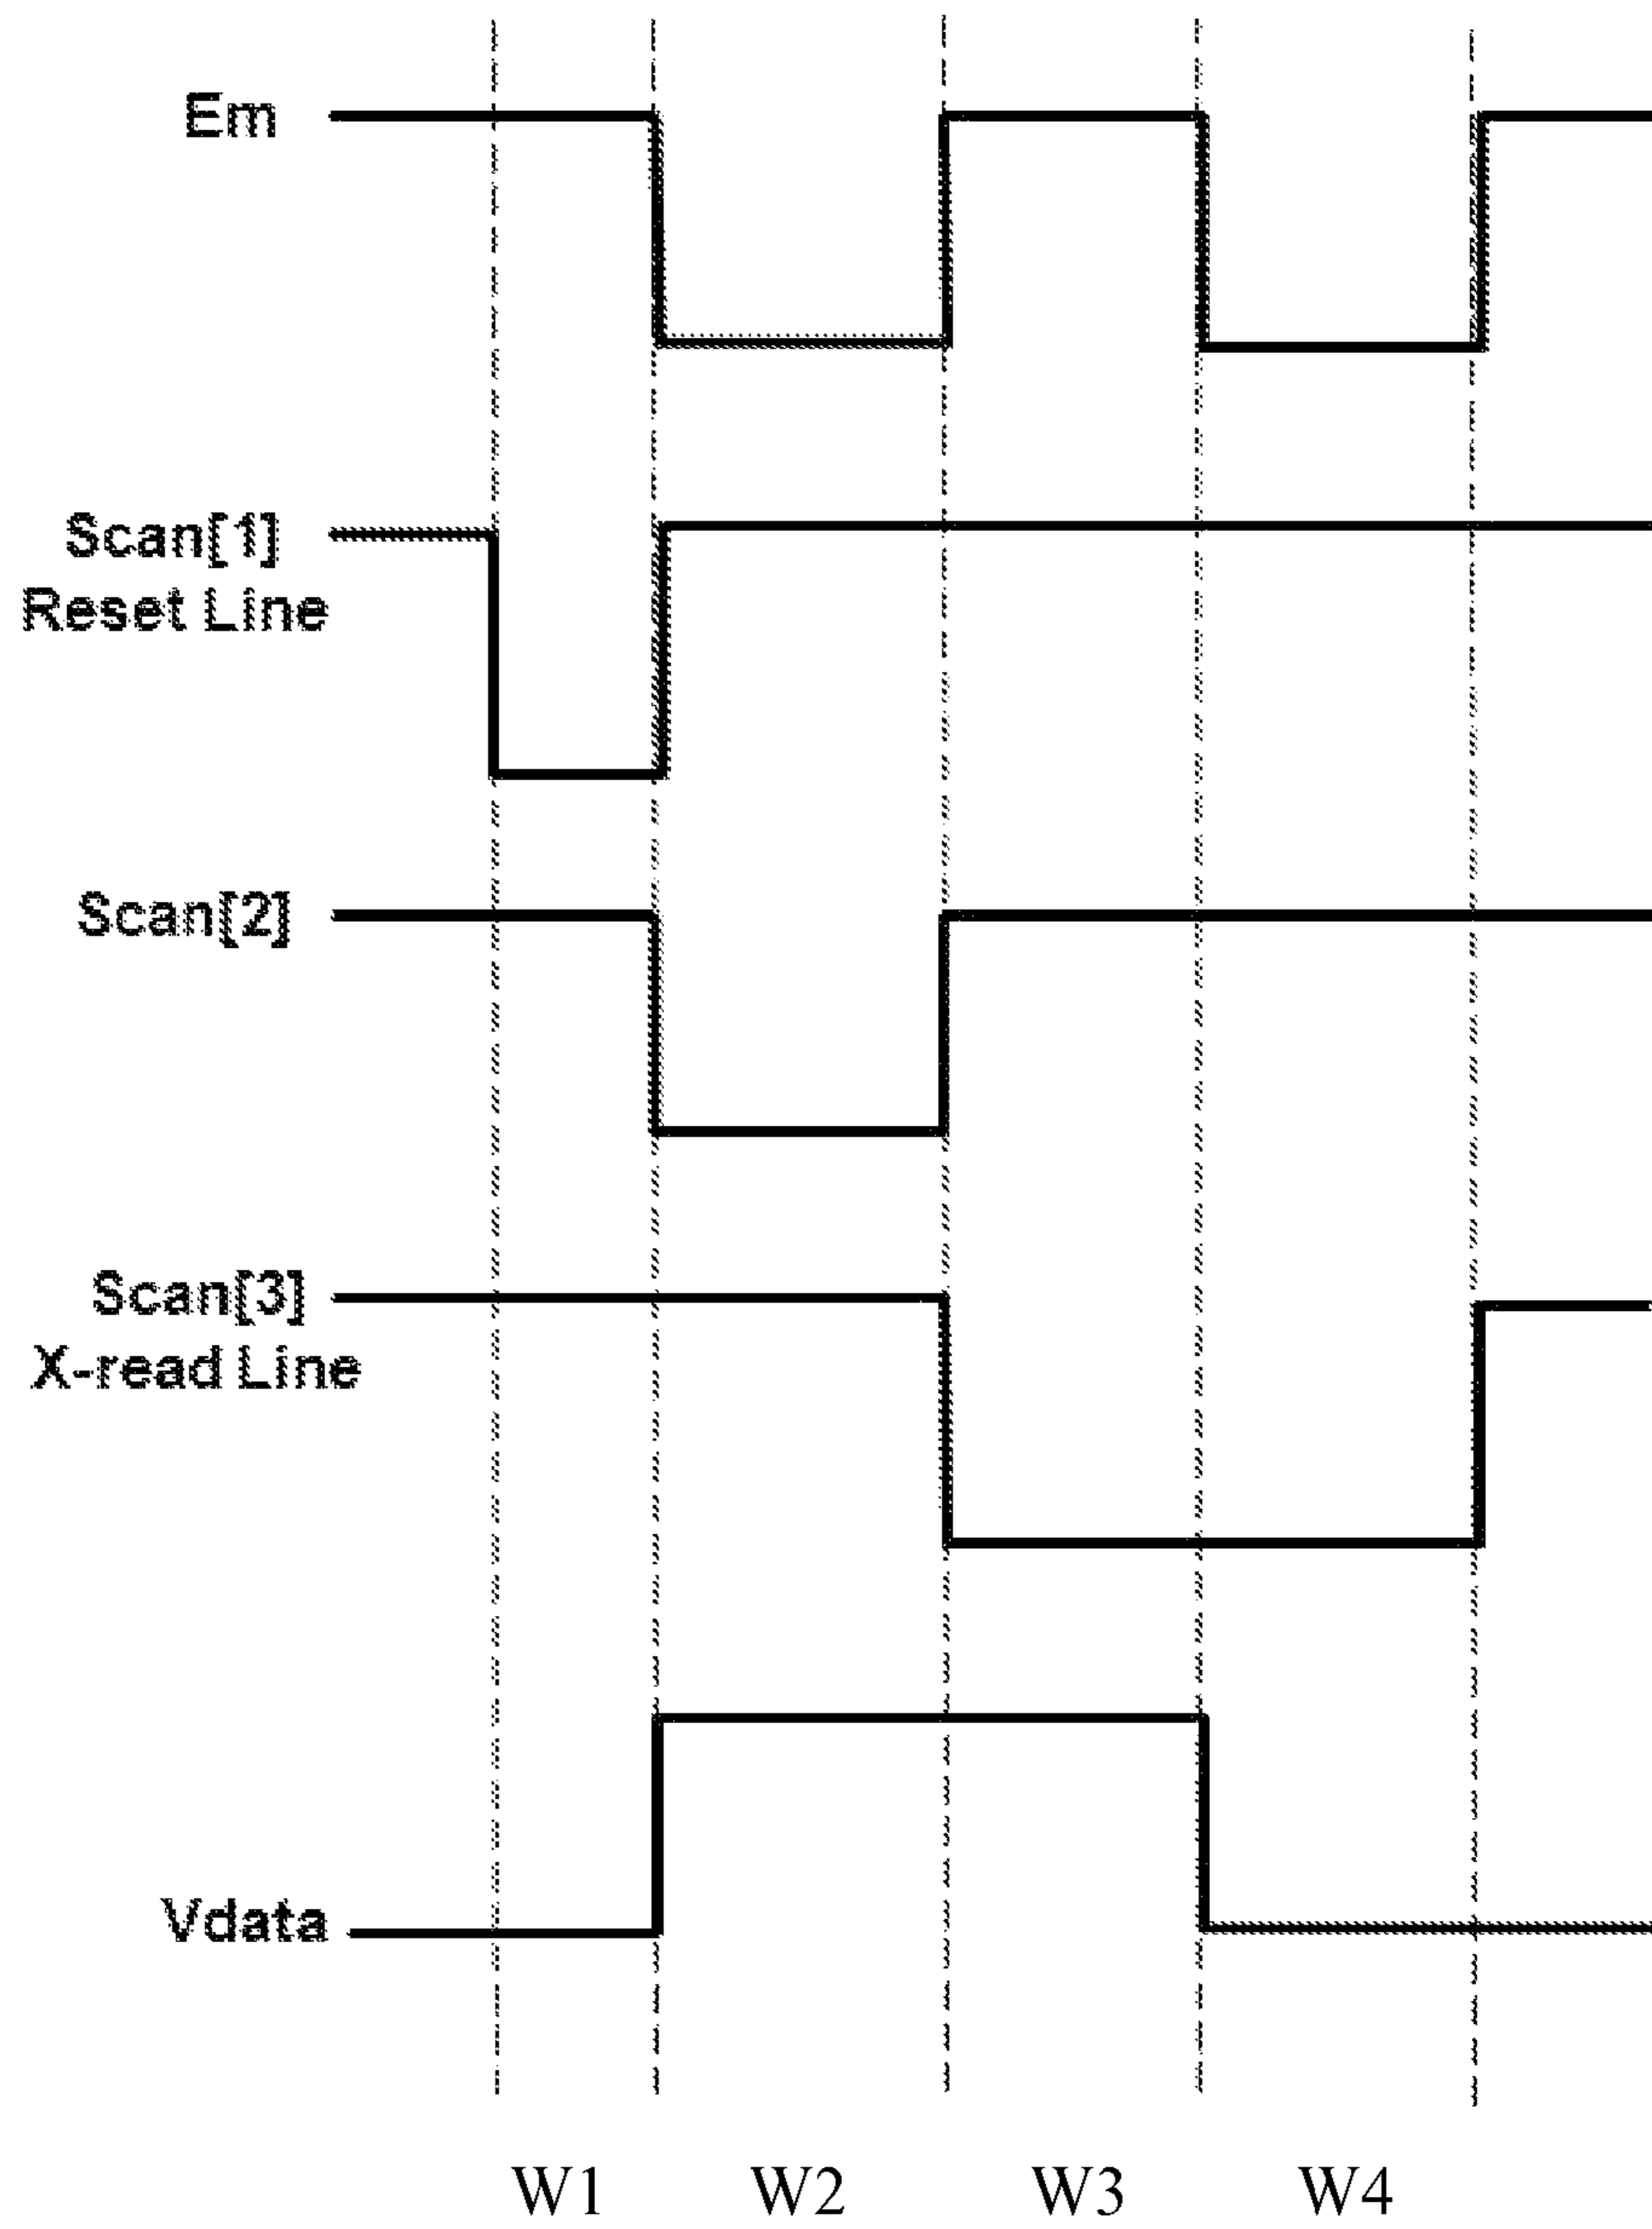 Em
Scan[1]
Reset Line
Scan[2]
Scan[3]
X-read Line
Vdata
W1 W2 W3 W4